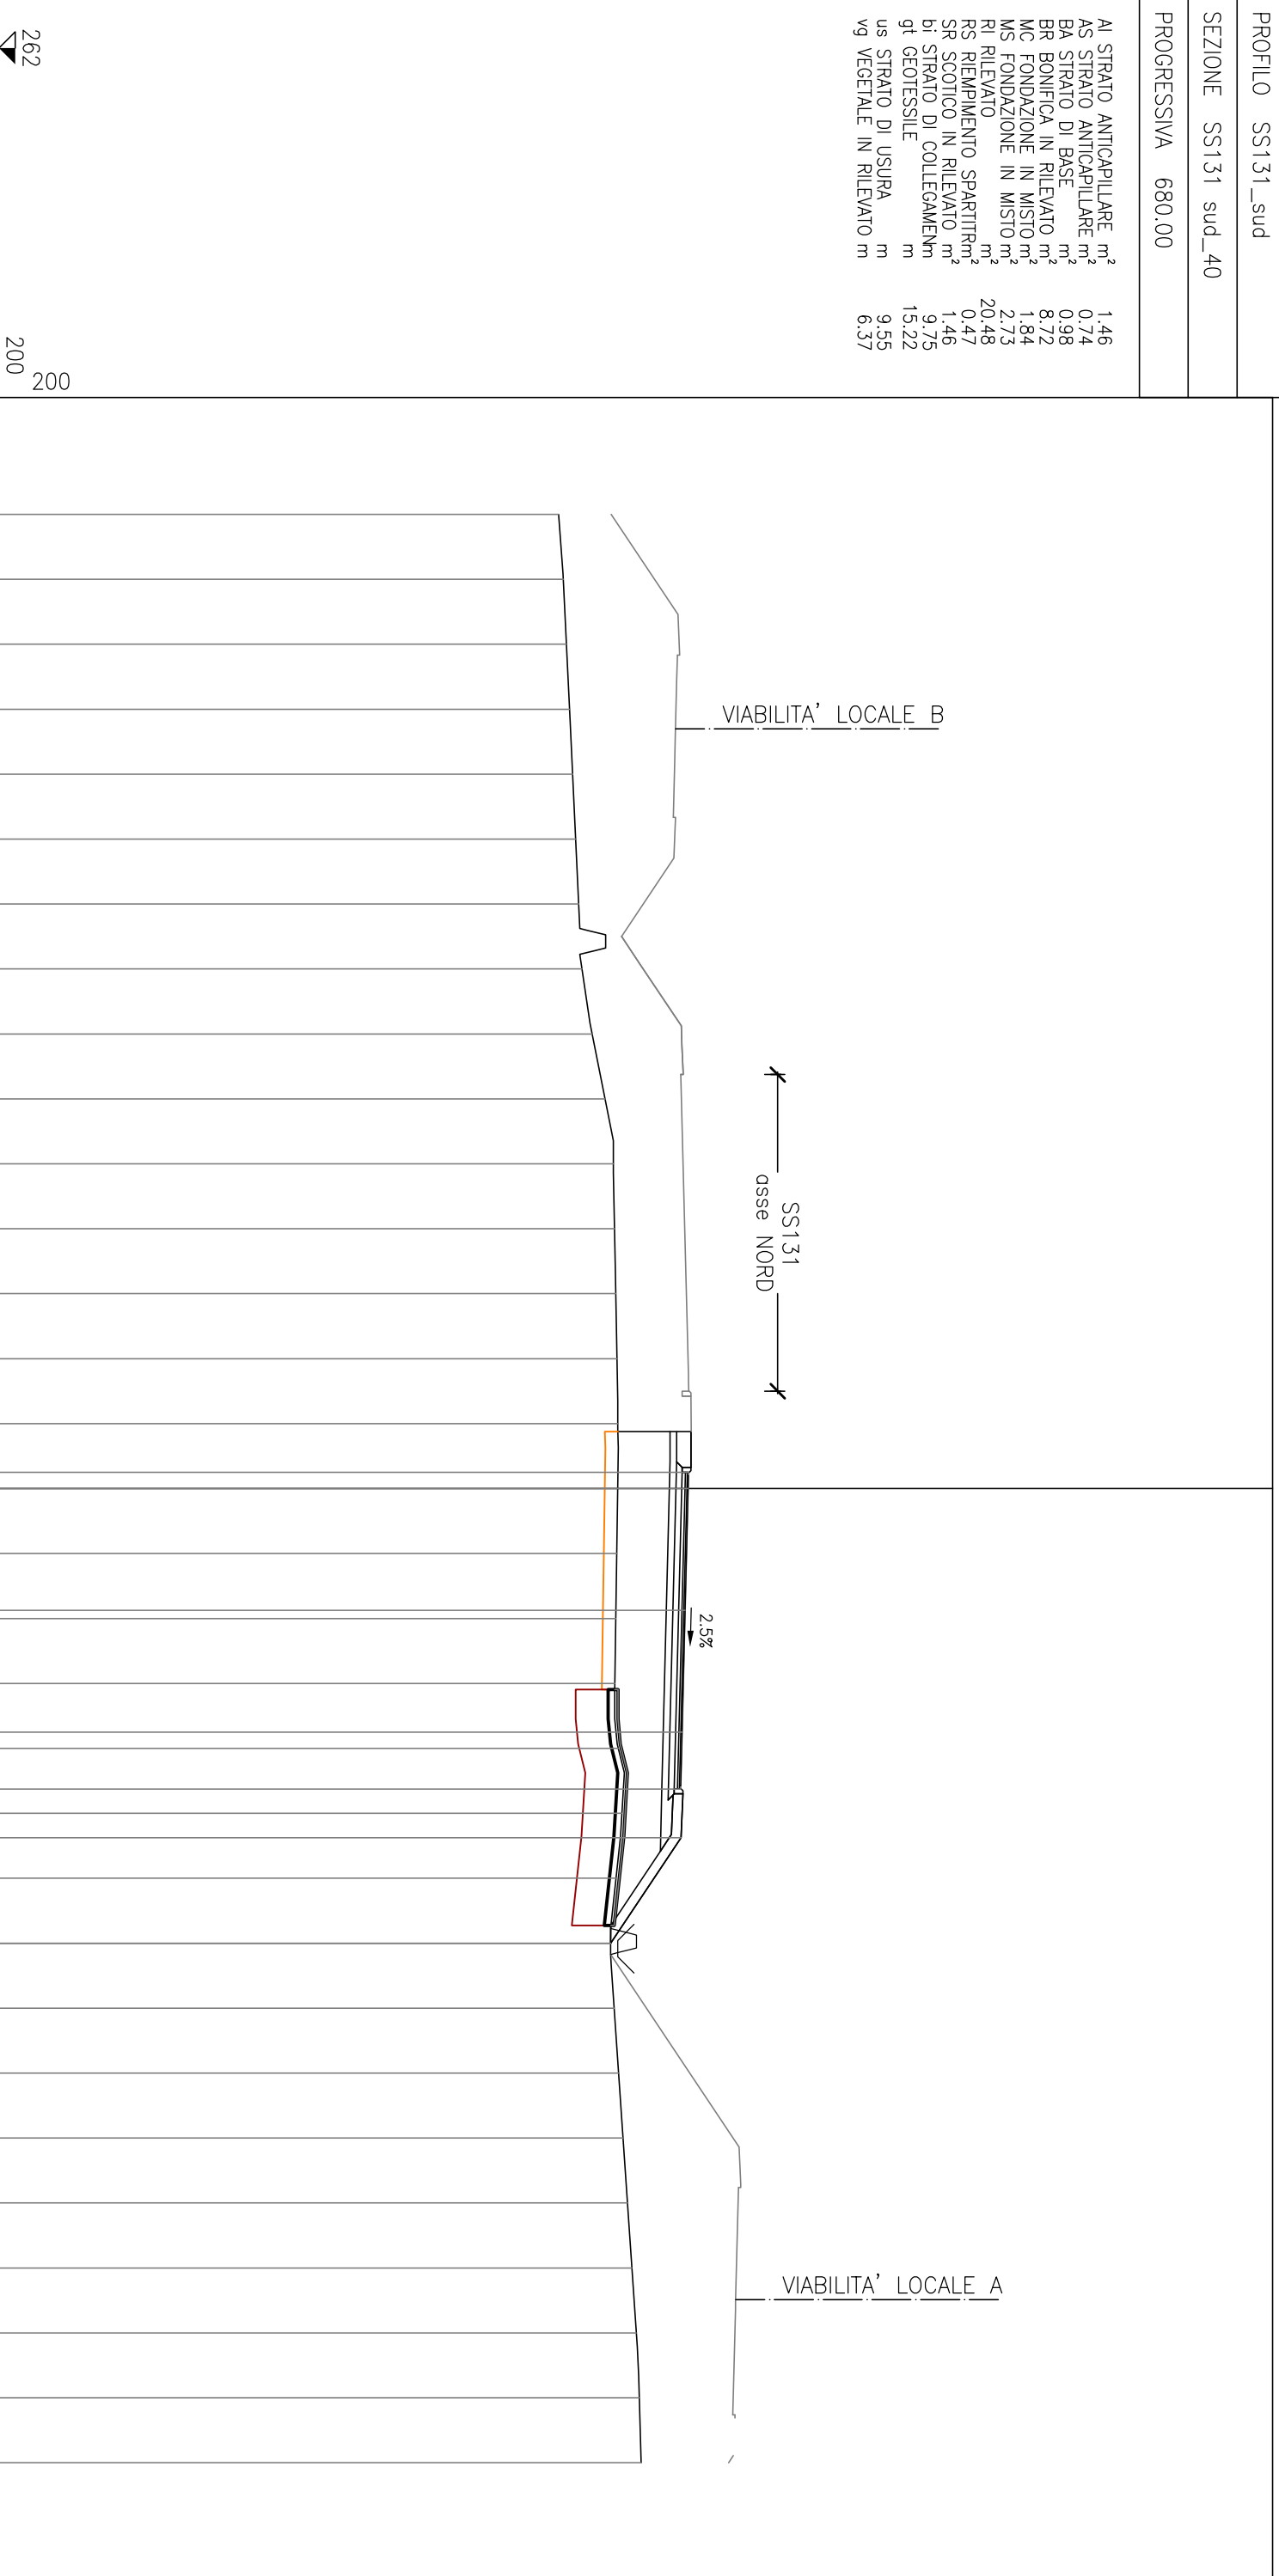 PROFILO SS131_sud
SEZIONE SS131 sud_40
PROGRESSIVA 680.00
AI STRATO ANTICAPILLARE m² 1.46
AS STRATO ANTICAPILLARE m² 0.74
BA STRATO DI BASE m² 0.98
BR BONIFICA IN RILEVATO m² 8.72
MC FONDAZIONE IN MISTO m² 1.84
MS FONDAZIONE IN MISTO m² 2.73
RI RILEVATO m² 20.48
RS RIEMPIMENTO SPARTITR m² 0.47
SR SCOTICO IN RILEVATO m² 1.46
bi STRATO DI COLLEGAMEN m 9.75
gt GEOTESSILE m 15.22
us STRATO DI USURA m 9.55
vg VEGETALE IN RILEVATO m 6.37
VIABILITA' LOCALE B
SS131
asse NORD
2.5%
VIABILITA' LOCALE A
262
200
200